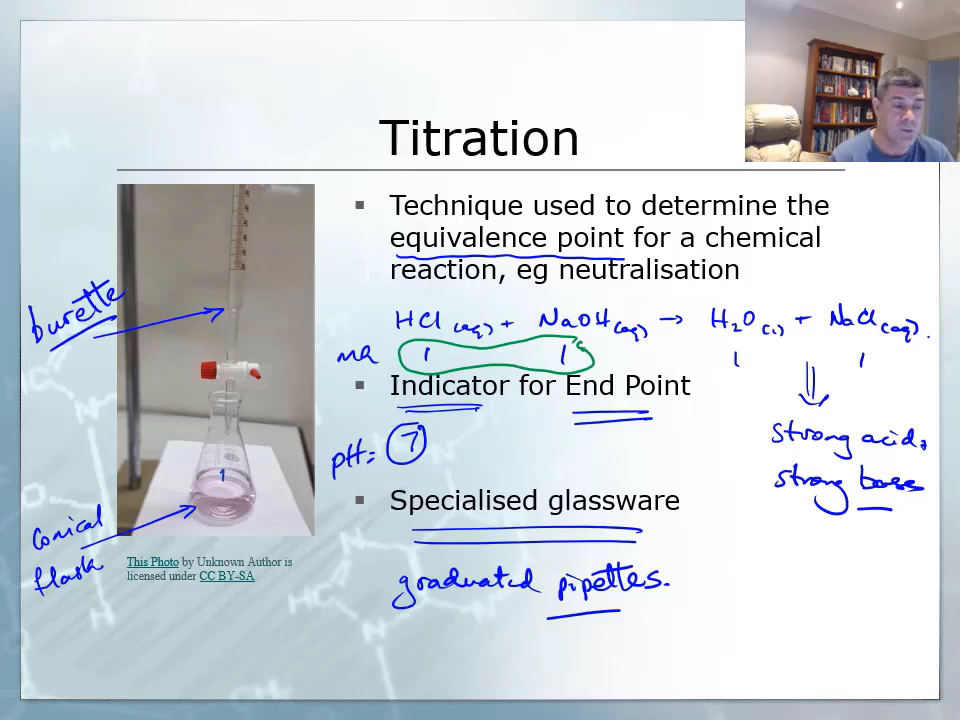 Titration
Technique used to determine the
equivalence point for a chemical
reaction, eg neutralisation
HCl (aq) + NaOH (aq) → H₂O (l) + NaCl (aq).
MR 1 1 1 1
Indicator for End Point
pH = 7
strong acid,
strong base
Specialised glassware
graduated pipettes.
burette
1
Conical
flask
This Photo by Unknown Author is
licensed under CC BY-SA